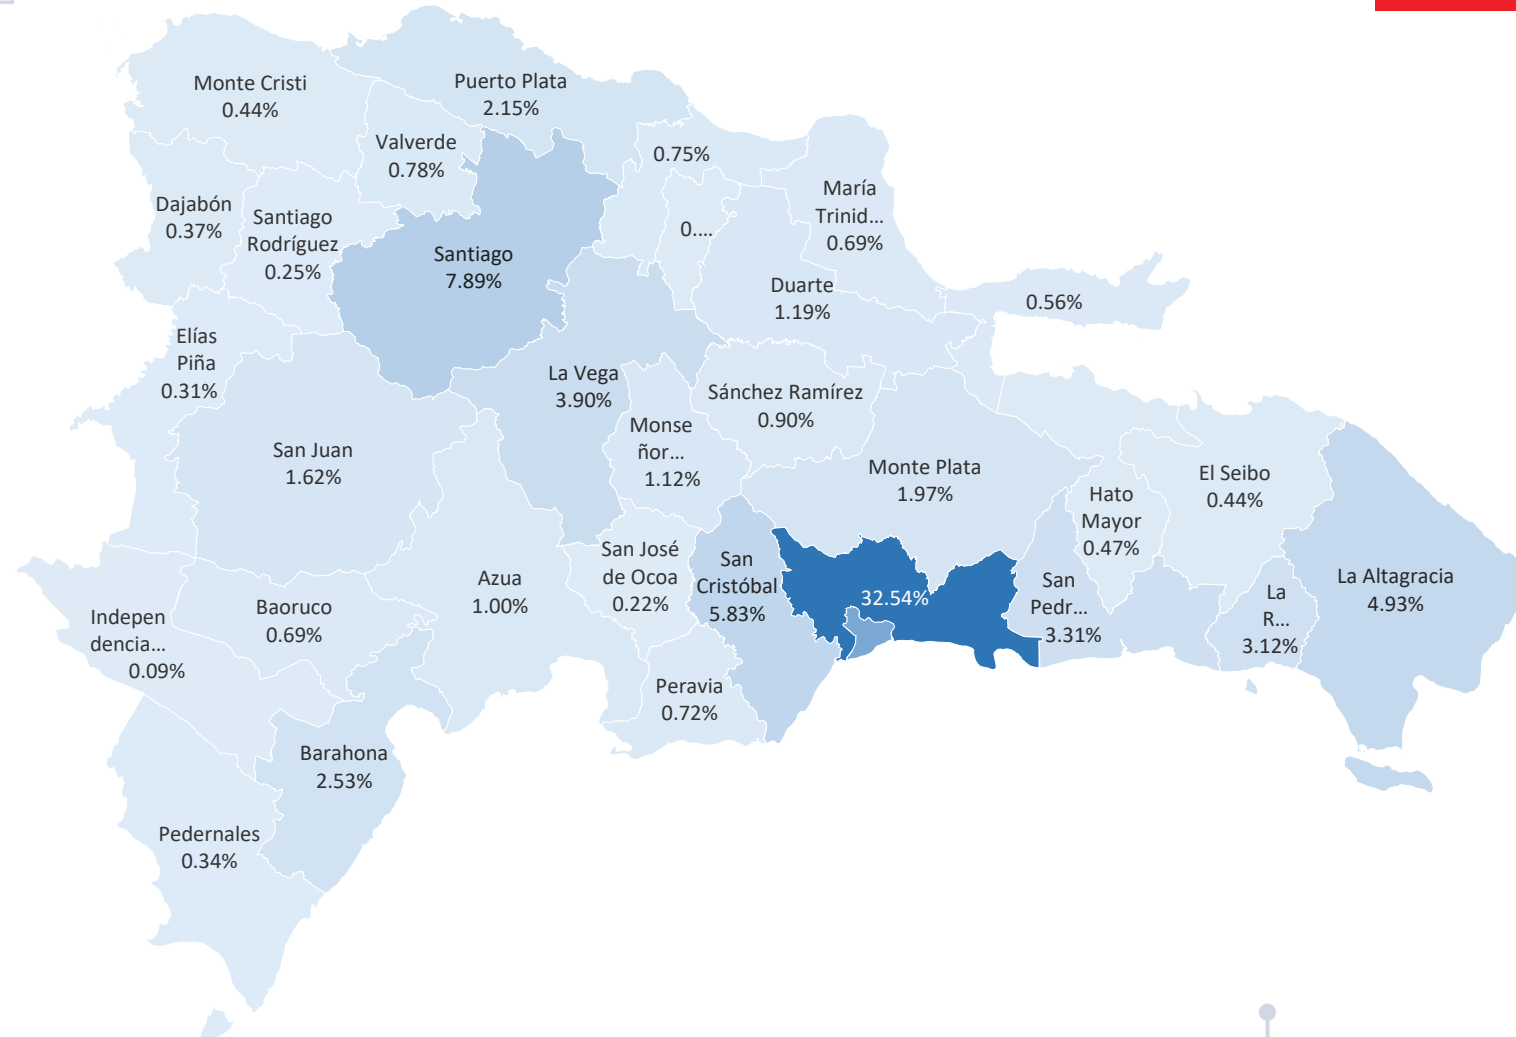 Monte Cristi
0.44%
Puerto Plata
2.15%
Valverde
0.78%
0.75%
Dajabón
0.37%
Santiago
Rodríguez
0.25%
María
Trinid...
0.69%
0....
Santiago
7.89%
Duarte
1.19%
0.56%
Elías
Piña
0.31%
La Vega
3.90%
Sánchez Ramírez
0.90%
Monse
ñor...
1.12%
San Juan
1.62%
Monte Plata
1.97%
El Seibo
0.44%
Hato
Mayor
0.47%
San José
de Ocoa
0.22%
San
Cristóbal
5.83%
Azua
1.00%
32.54%
San
Pedr...
3.31%
La
R...
3.12%
La Altagracia
4.93%
Indepen
dencia...
0.09%
Baoruco
0.69%
Peravia
0.72%
Barahona
2.53%
Pedernales
0.34%